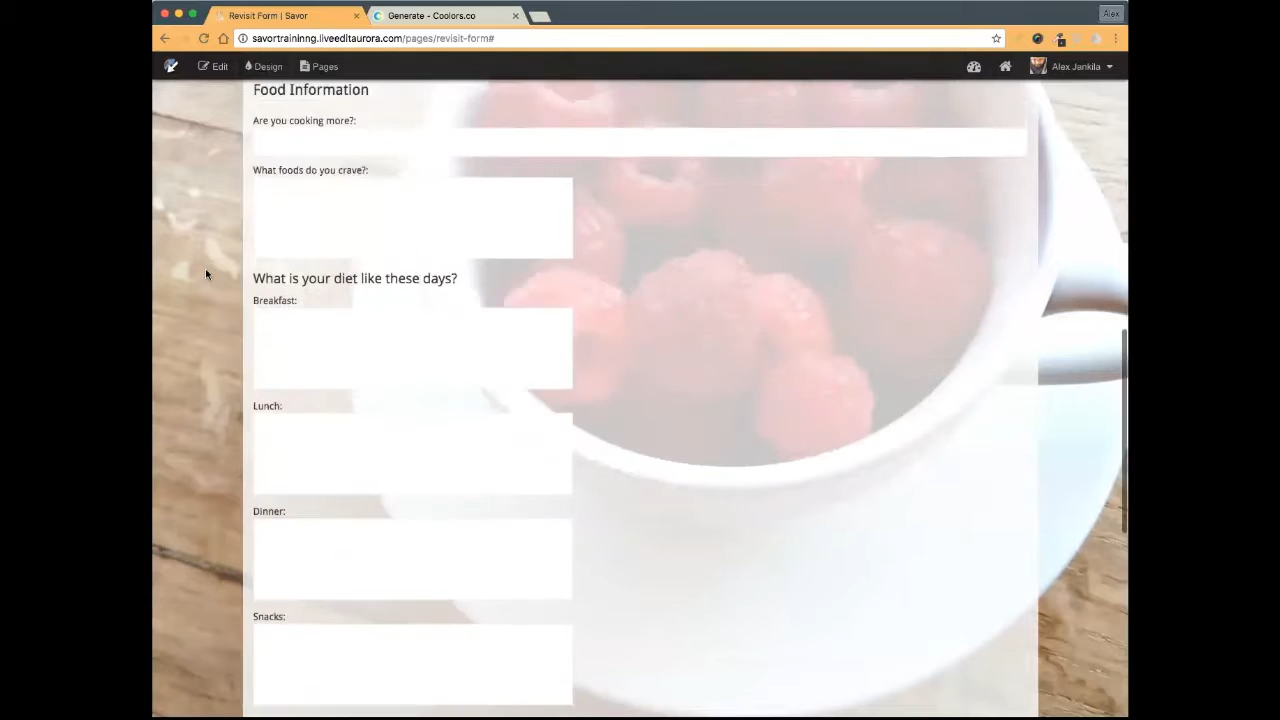 Revisit Form | Savor
Generate - Coolors.co
Alex
savortraininng.liveeditaurora.com/pages/revisit-form#
Edit
Design
Pages
Alex Jankila
Food Information
Are you cooking more?:
What foods do you crave?:
What is your diet like these days?
Breakfast:
Lunch:
Dinner:
Snacks: